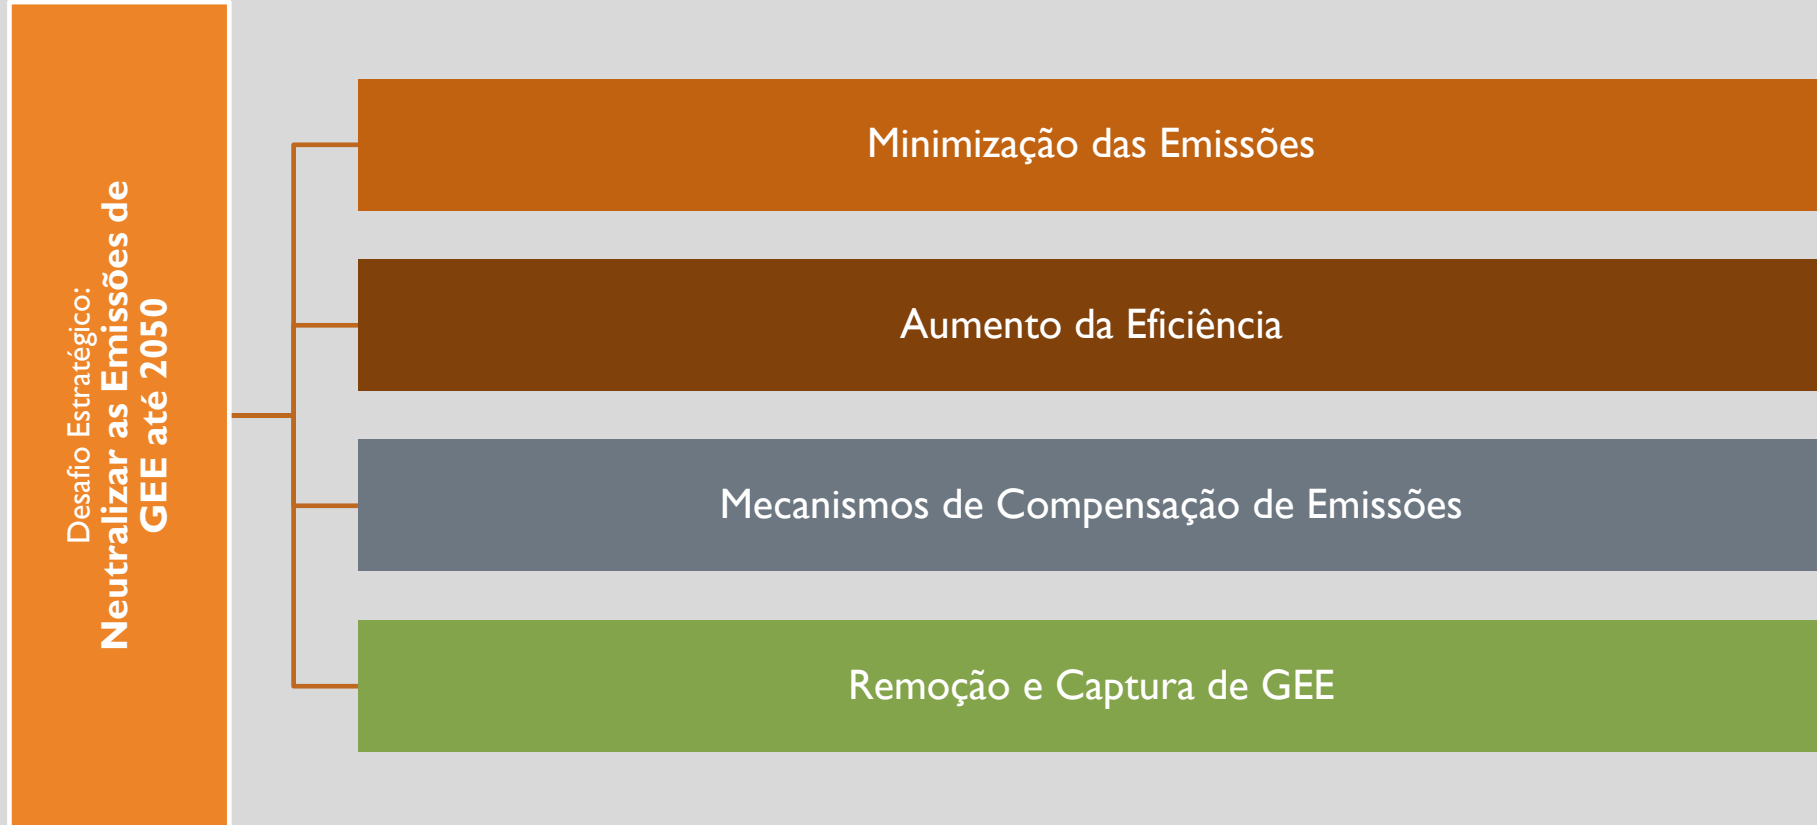 Desafio Estratégico:
Neutralizar as Emissões de
GEE até 2050
Minimização das Emissões
Aumento da Eficiência
Mecanismos de Compensação de Emissões
Remoção e Captura de GEE